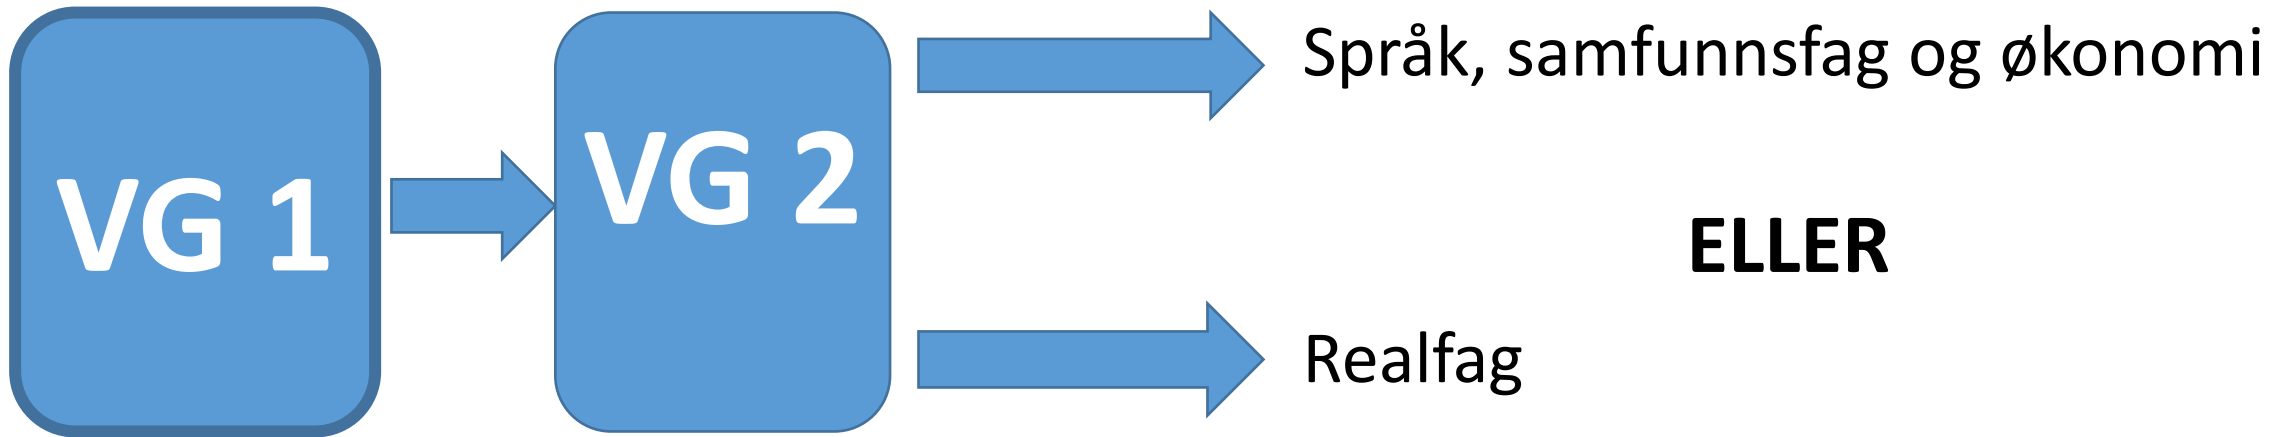 VG 1
VG 2
Språk, samfunnsfag og økonomi
ELLER
Realfag